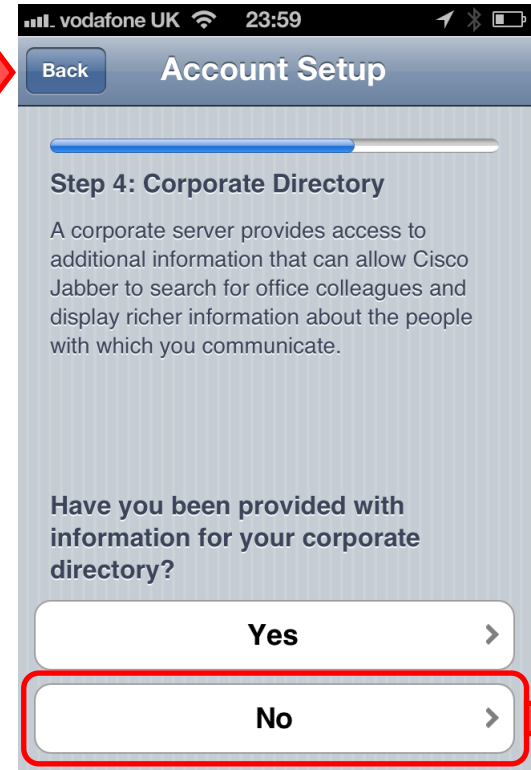 vodafone UK 23:59
Back Account Setup
Step 4: Corporate Directory
A corporate server provides access to
additional information that can allow Cisco
Jabber to search for office colleagues and
display richer information about the people
with which you communicate.
Have you been provided with
information for your corporate
directory?
Yes
No